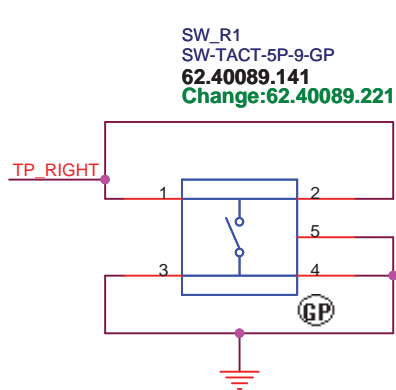 SW_R1
SW-TACT-5P-9-GP
62.40089.141
Change:62.40089.221
TP_RIGHT
1
2
5
3
4
GP